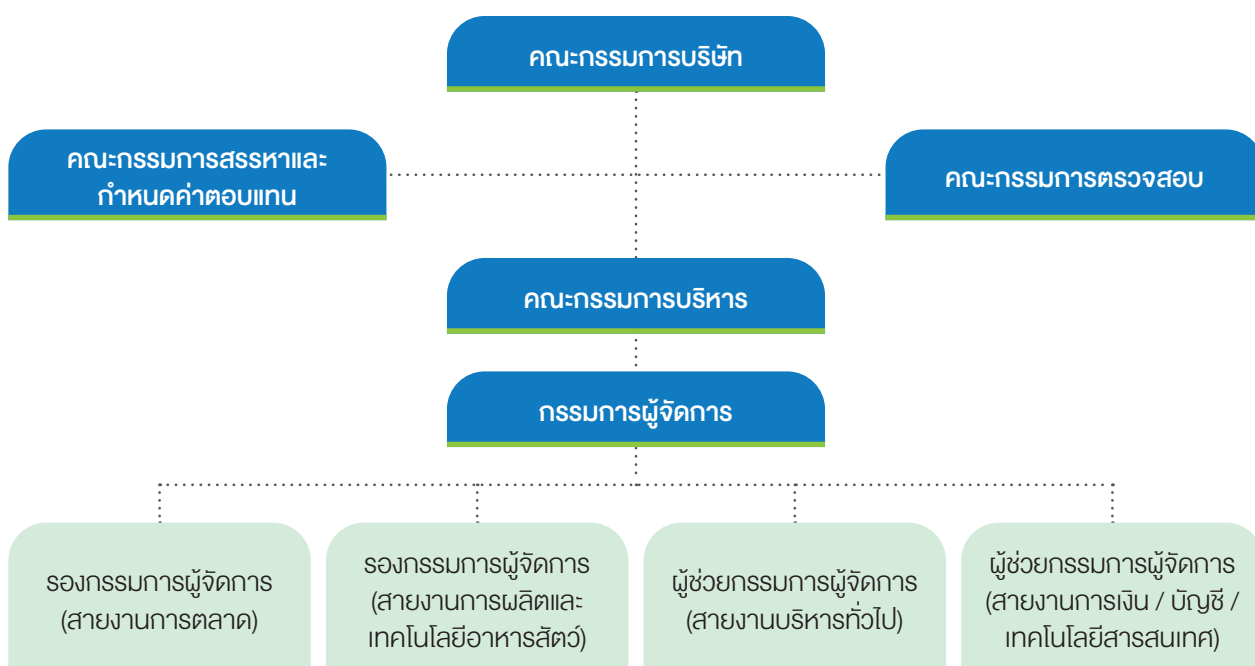 คณะกรรมการบริษัท
คณะกรรมการสรรหาและ
กำหนดค่าตอบแทน
คณะกรรมการตรวจสอบ
คณะกรรมการบริหาร
กรรมการผู้จัดการ
รองกรรมการผู้จัดการ
(สายงานการตลาด)
รองกรรมการผู้จัดการ
(สายงานการผลิตและ
เทคโนโลยีอาหารสัตว์)
ผู้ช่วยกรรมการผู้จัดการ
(สายงานบริหารทั่วไป)
ผู้ช่วยกรรมการผู้จัดการ
(สายงานการเงิน / บัญชี /
เทคโนโลยีสารสนเทศ)